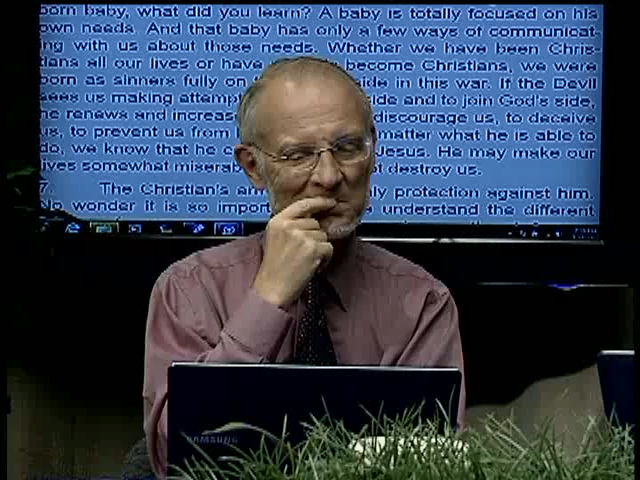 born baby, what did you learn? A baby is totally focused on his
own needs. And that baby has only a few ways of communicat-
ing with us about those needs. Whether we have been Chris-
tians all our lives or have become Christians, we were
born as sinners fully on ide in this war. If the Devil
sees us making attemp ide and to join God's side,
he renews and increas discourage us, to deceive
us, to prevent us from matter what he is able to
do, we know that he c Jesus. He may make our
lives somewhat miserab t destroy us.
7. The Christian's arm ly protection against him.
No wonder it is so import understand the different
SAMSUNG